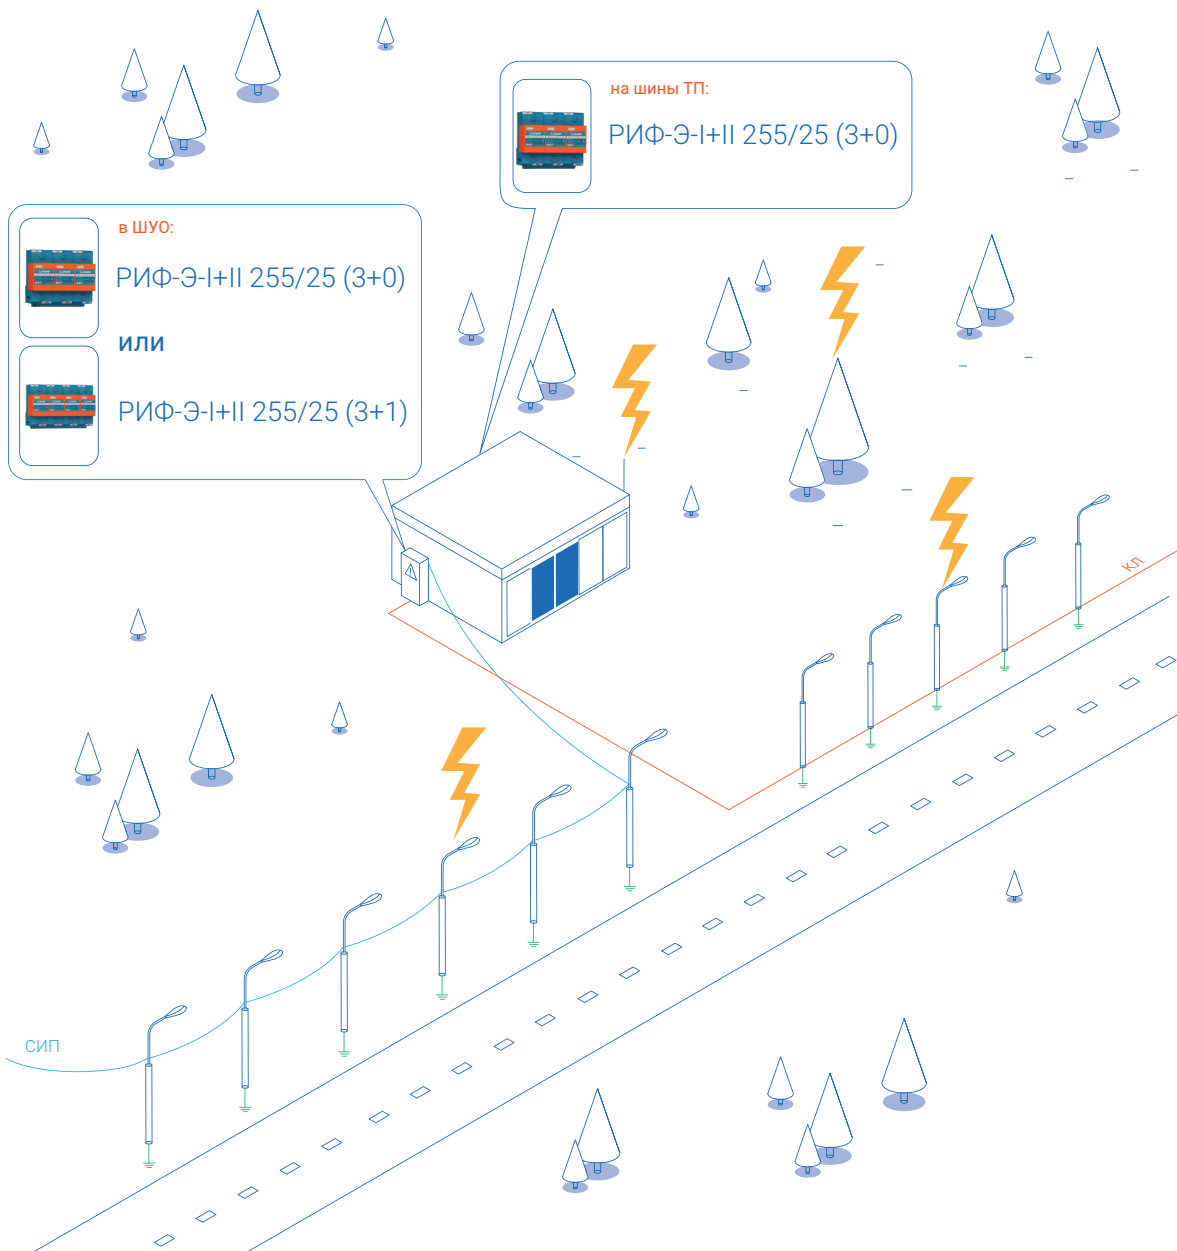 на шины ТП:
РИФ-Э-I+II 255/25 (3+0)
в ШУО:
РИФ-Э-I+II 255/25 (3+0)
или
РИФ-Э-I+II 255/25 (3+1)
КЛ
СИП